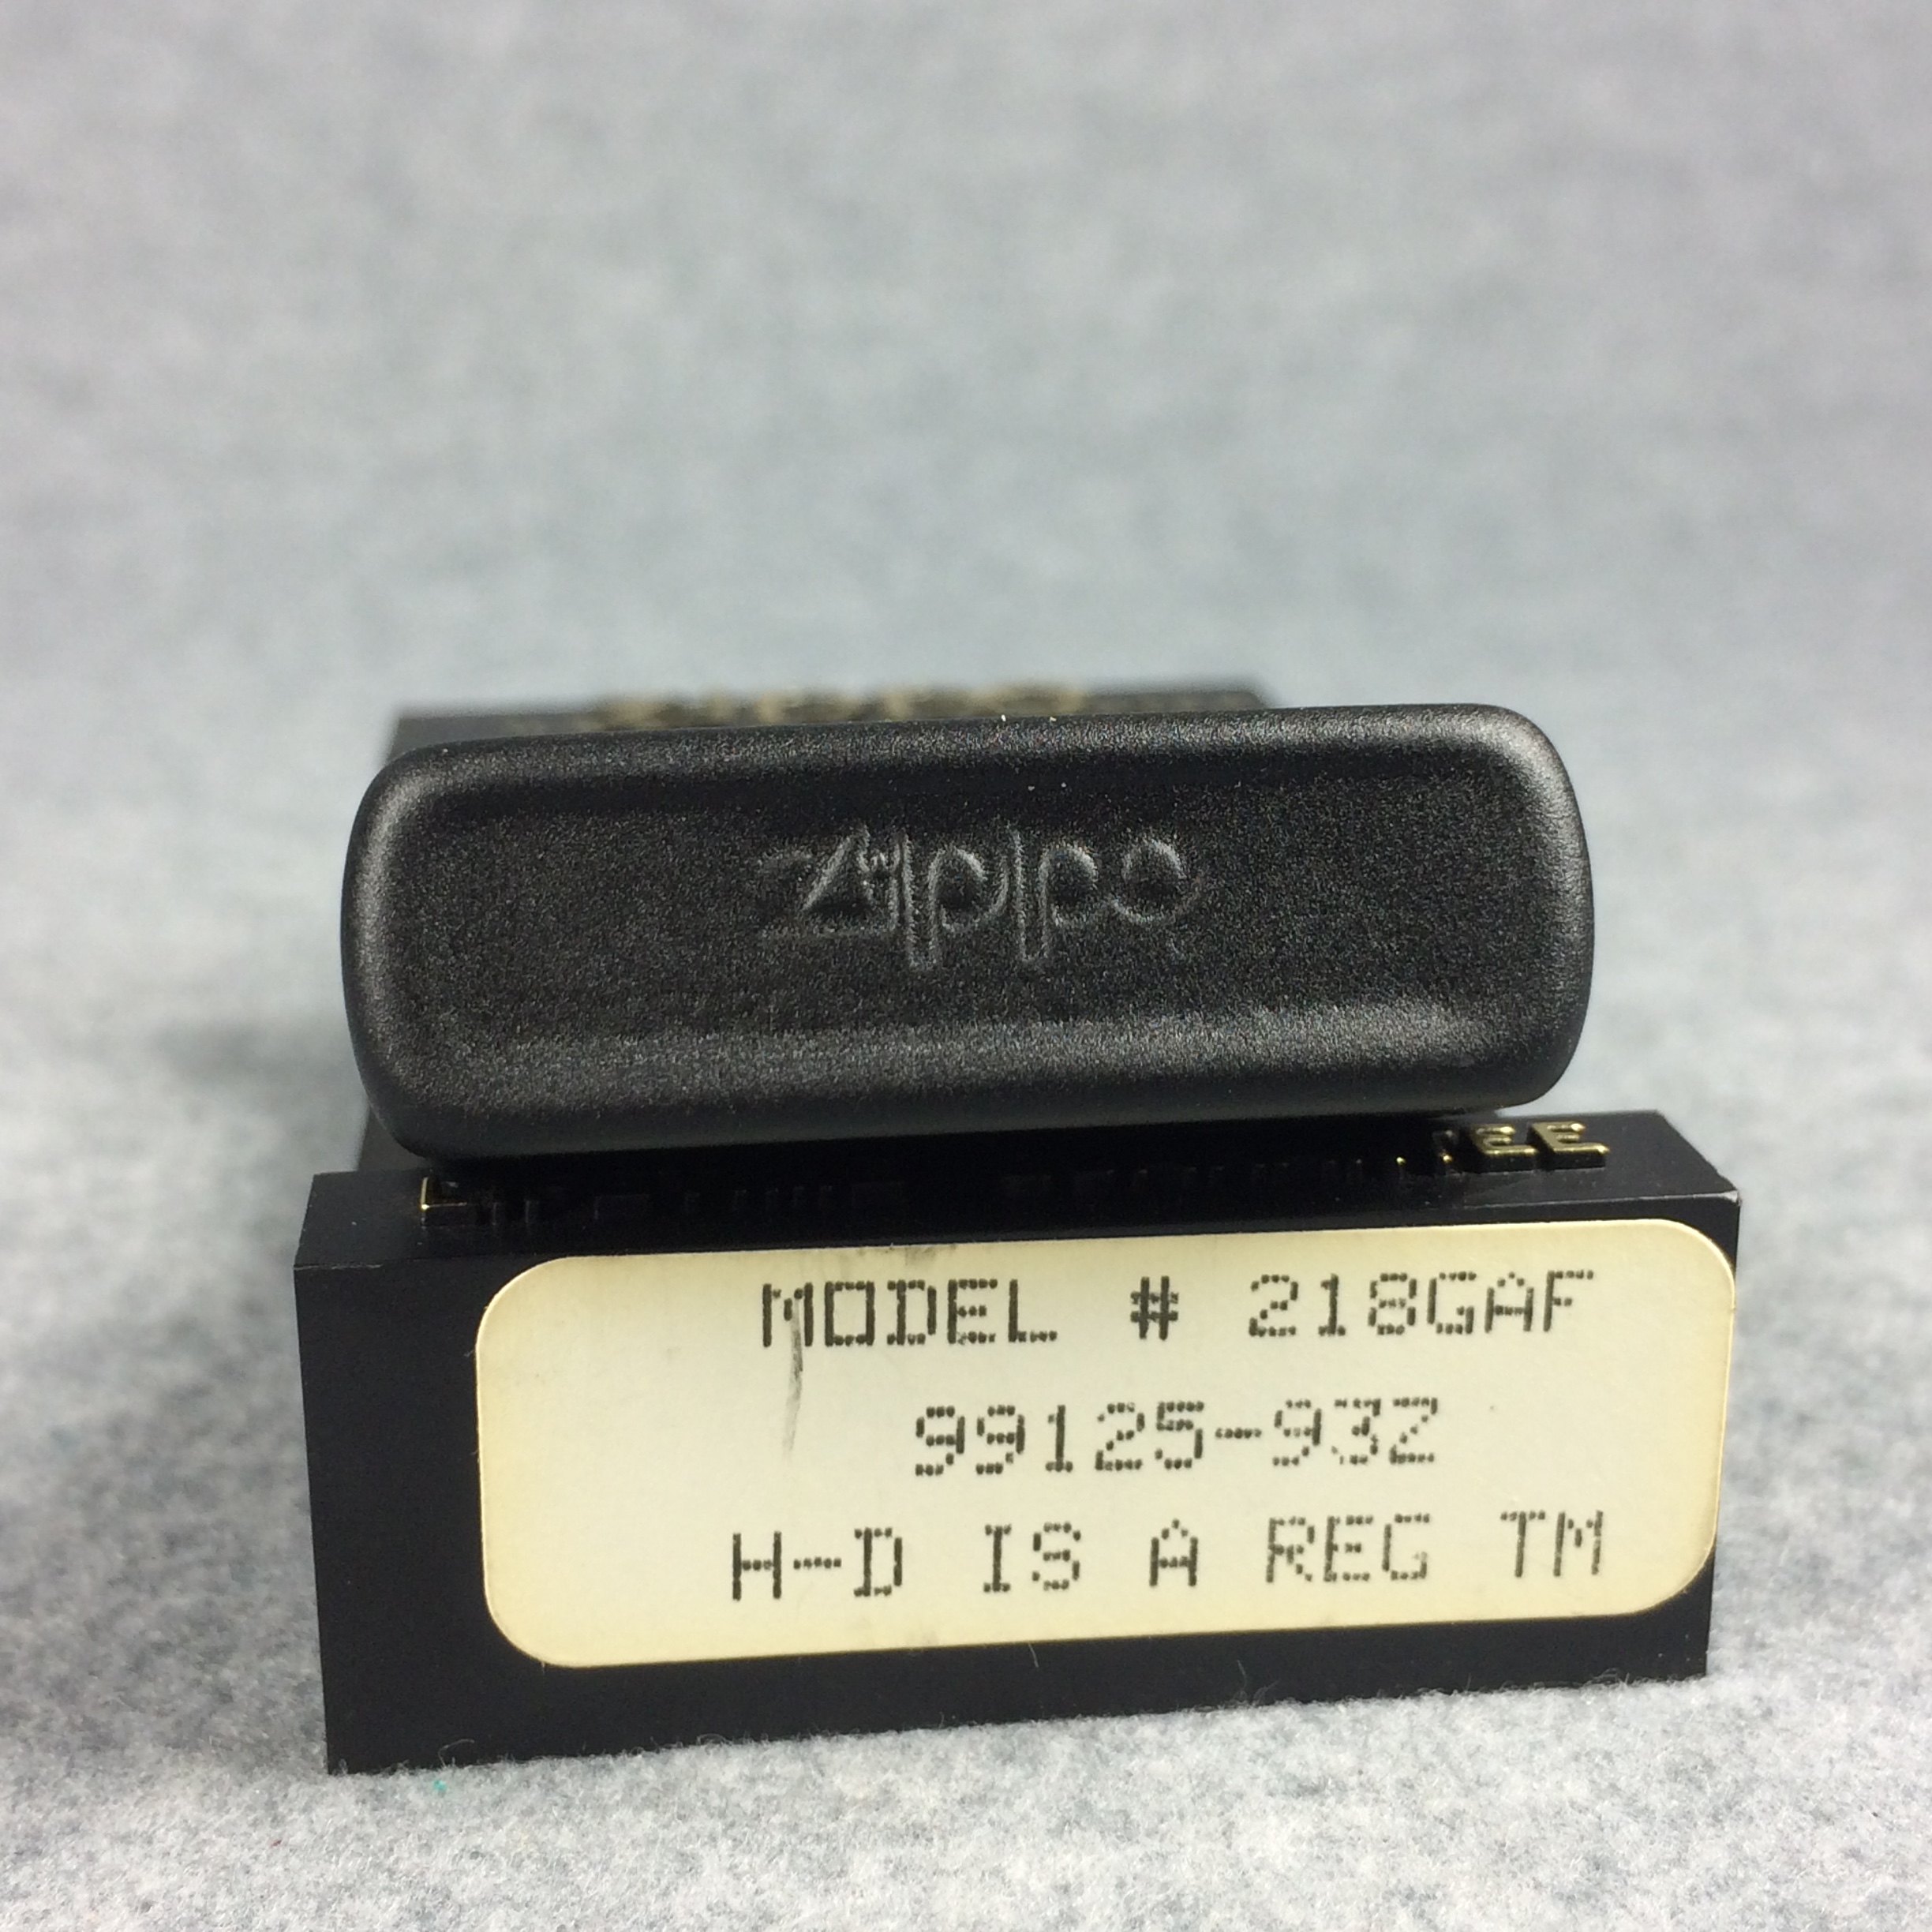 Zippo
MODEL # 218GAF
99125-93Z
H-D IS A REG TM